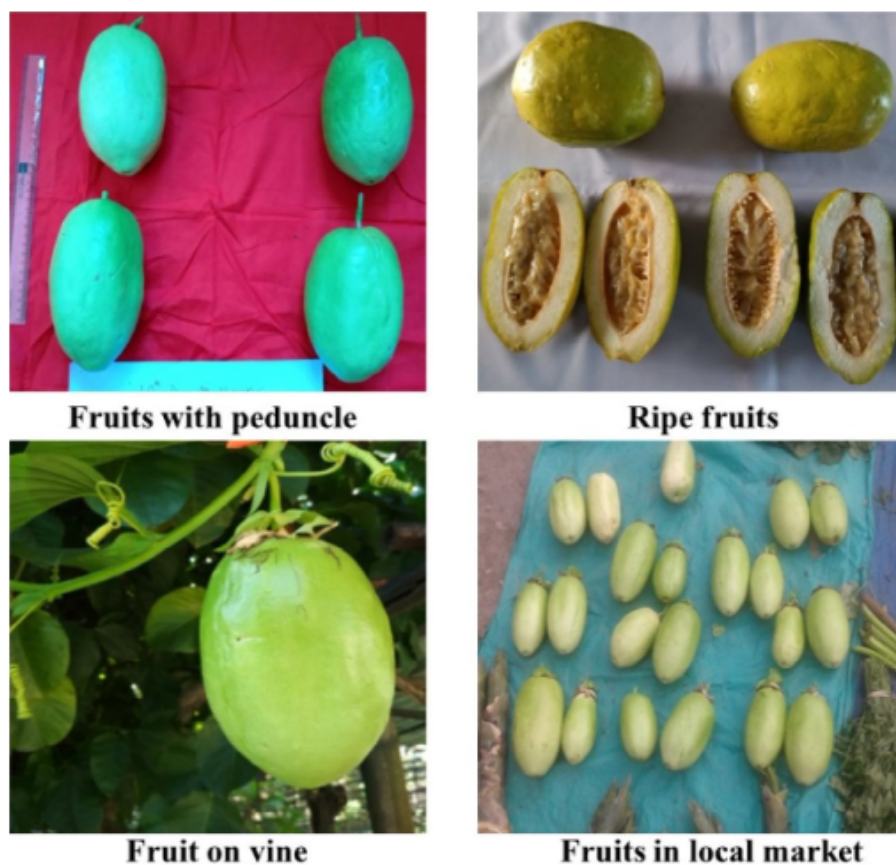 Fruits with peduncle
Ripe fruits
Fruit on vine
Fruits in local market